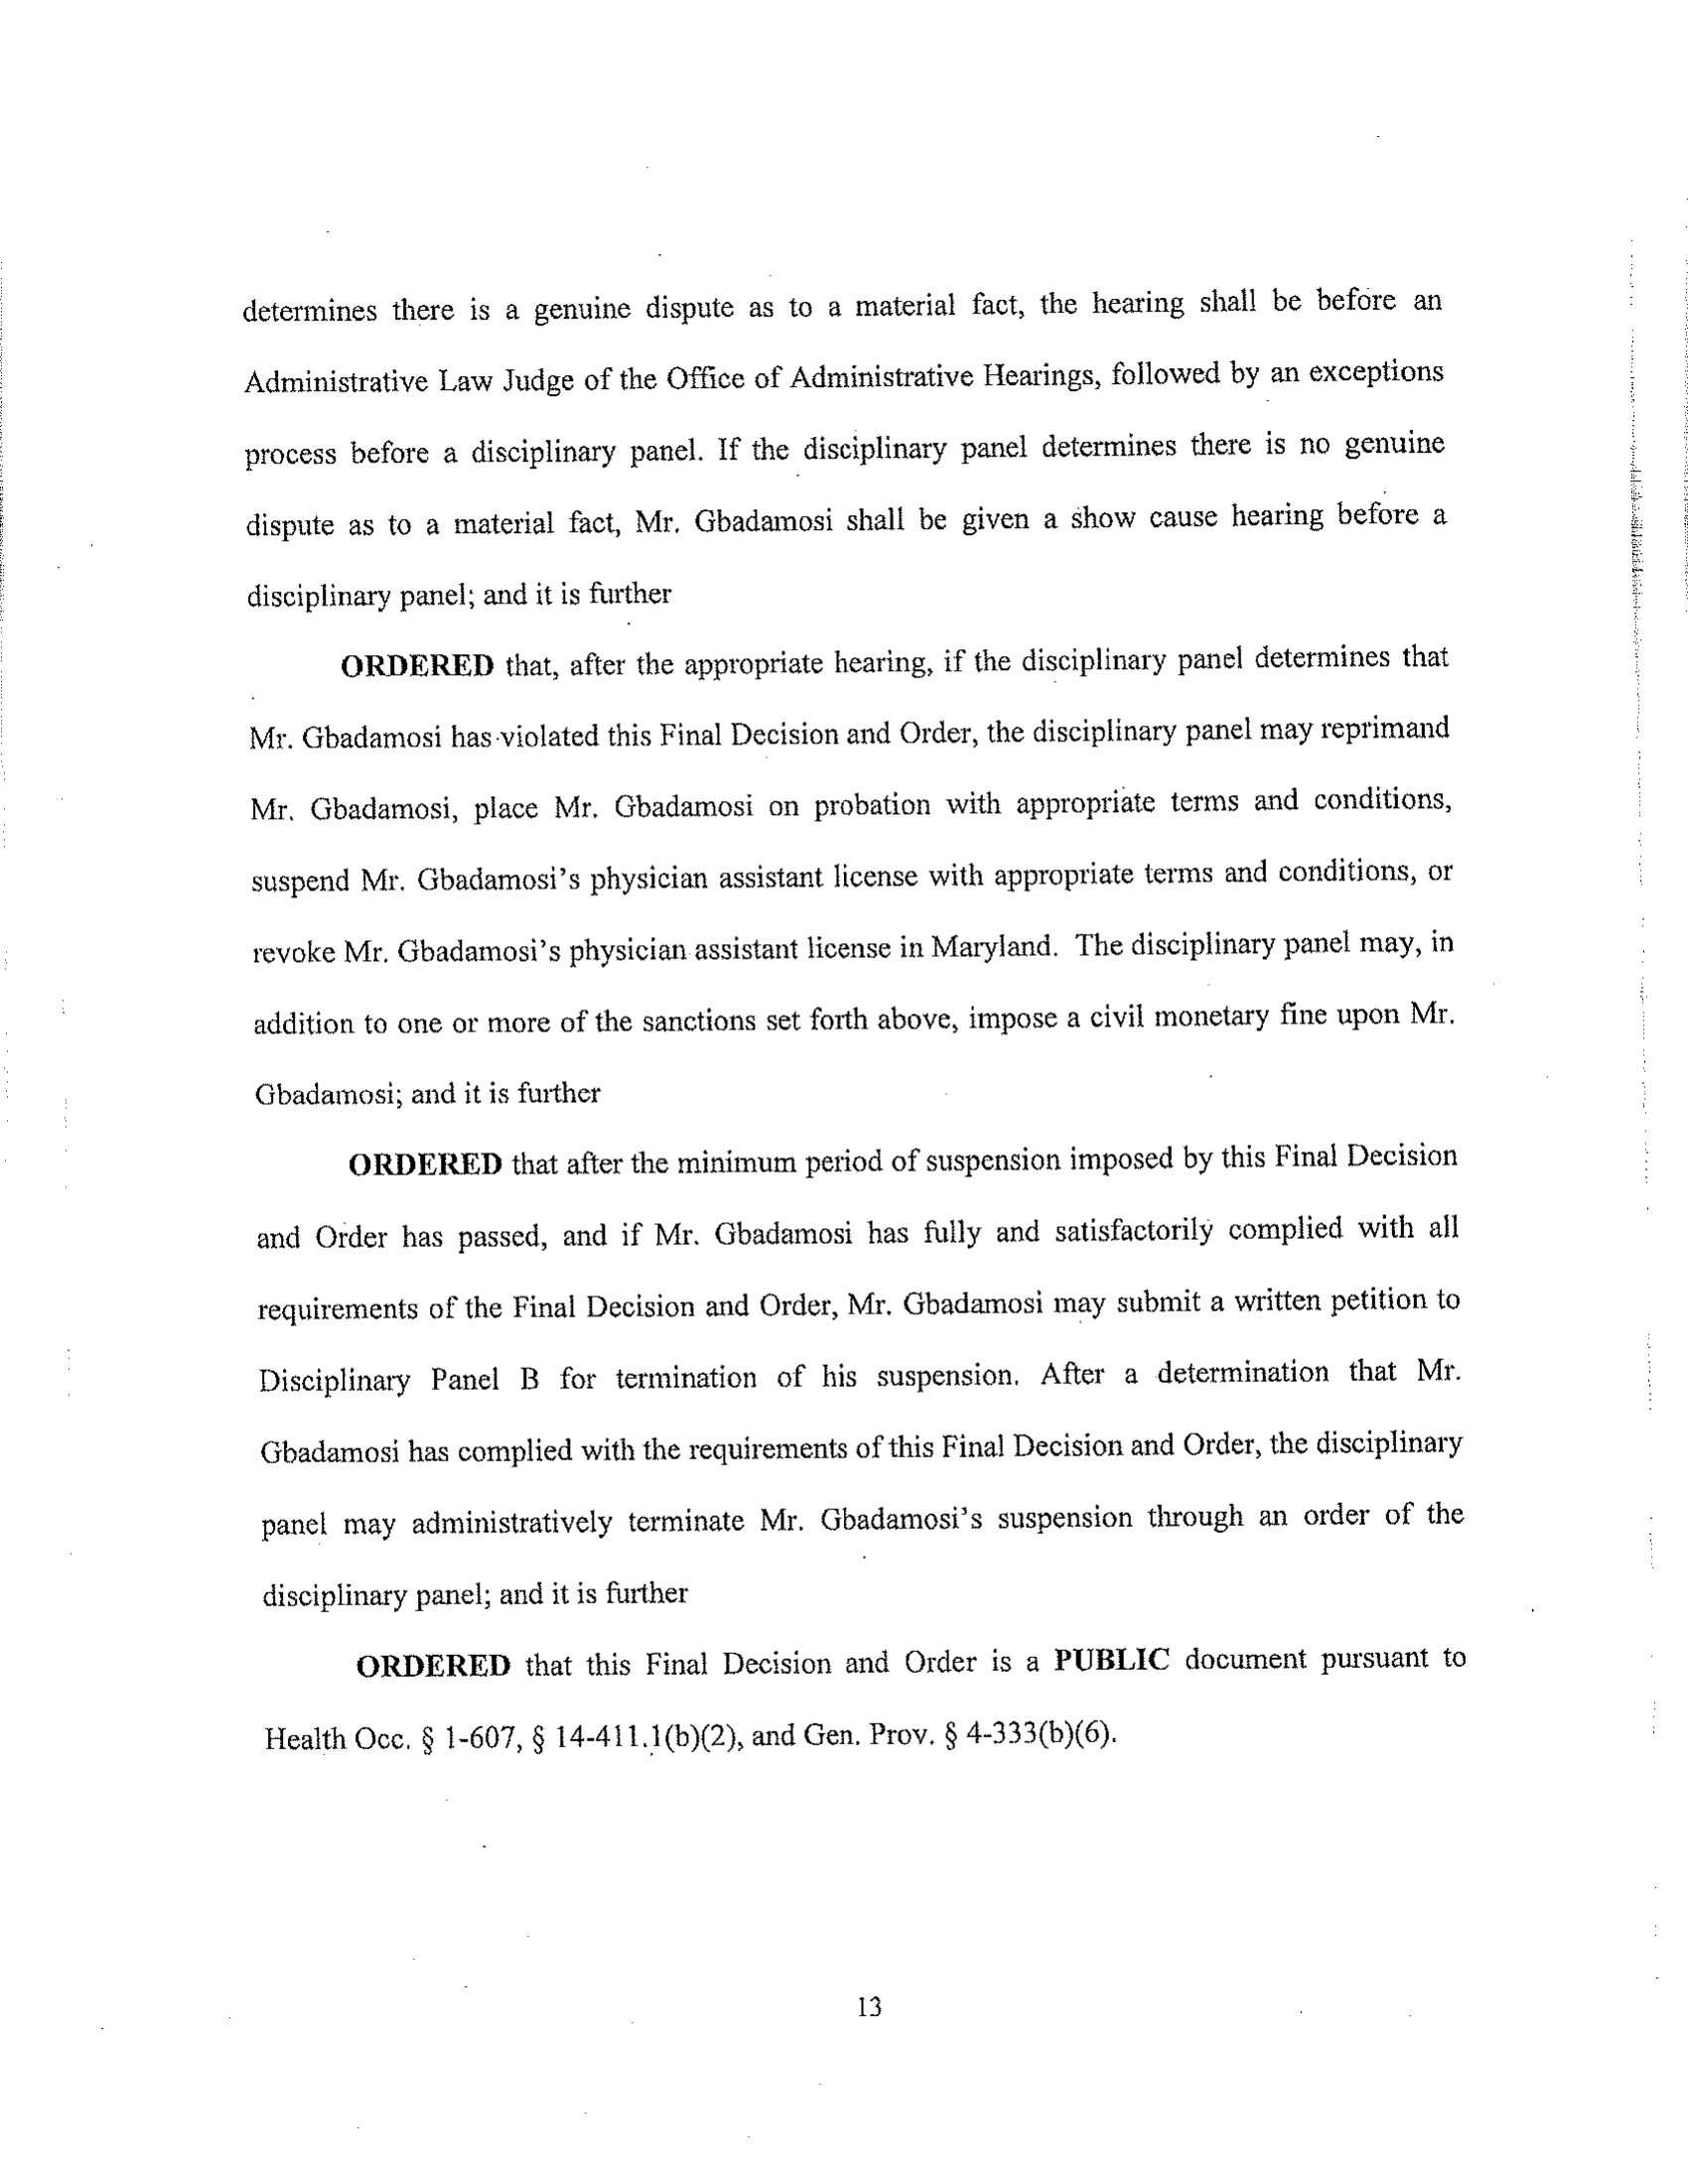 determines there is a genuine dispute as to a material fact, the hearing shall be before an
Administrative Law Judge of the Office of Administrative Hearings, followed by an exceptions
process before a disciplinary panel. If the disciplinary panel determines there is no genuine
dispute as to a material fact, Mr. Gbadamosi shall be given a show cause hearing before a
disciplinary panel; and it is further
ORDERED that, after the appropriate hearing, if the disciplinary panel determines that
Mr. Gbadamosi has violated this Final Decision and Order, the disciplinary panel may reprimand
Mr. Gbadamosi, place Mr. Gbadamosi on probation with appropriate terms and conditions,
suspend Mr. Gbadamosi's physician assistant license with appropriate terms and conditions, or
revoke Mr. Gbadamosi's physician assistant license in Maryland. The disciplinary panel may, in
addition to one or more of the sanctions set forth above, impose a civil monetary fine upon Mr.
Gbadamosi; and it is further
ORDERED that after the minimum period of suspension imposed by this Final Decision
and Order has passed, and if Mr. Gbadamosi has fully and satisfactorily complied with all
requirements of the Final Decision and Order, Mr. Gbadamosi may submit a written petition to
Disciplinary Panel B for termination of his suspension. After a determination that Mr.
Gbadamosi has complied with the requirements of this Final Decision and Order, the disciplinary
panel may administratively terminate Mr. Gbadamosi's suspension through an order of the
disciplinary panel; and it is further
ORDERED that this Final Decision and Order is a PUBLIC document pursuant to
Health Occ. § 1-607, § 14-411.1(b)(2), and Gen. Prov. § 4-333(b)(6).
13